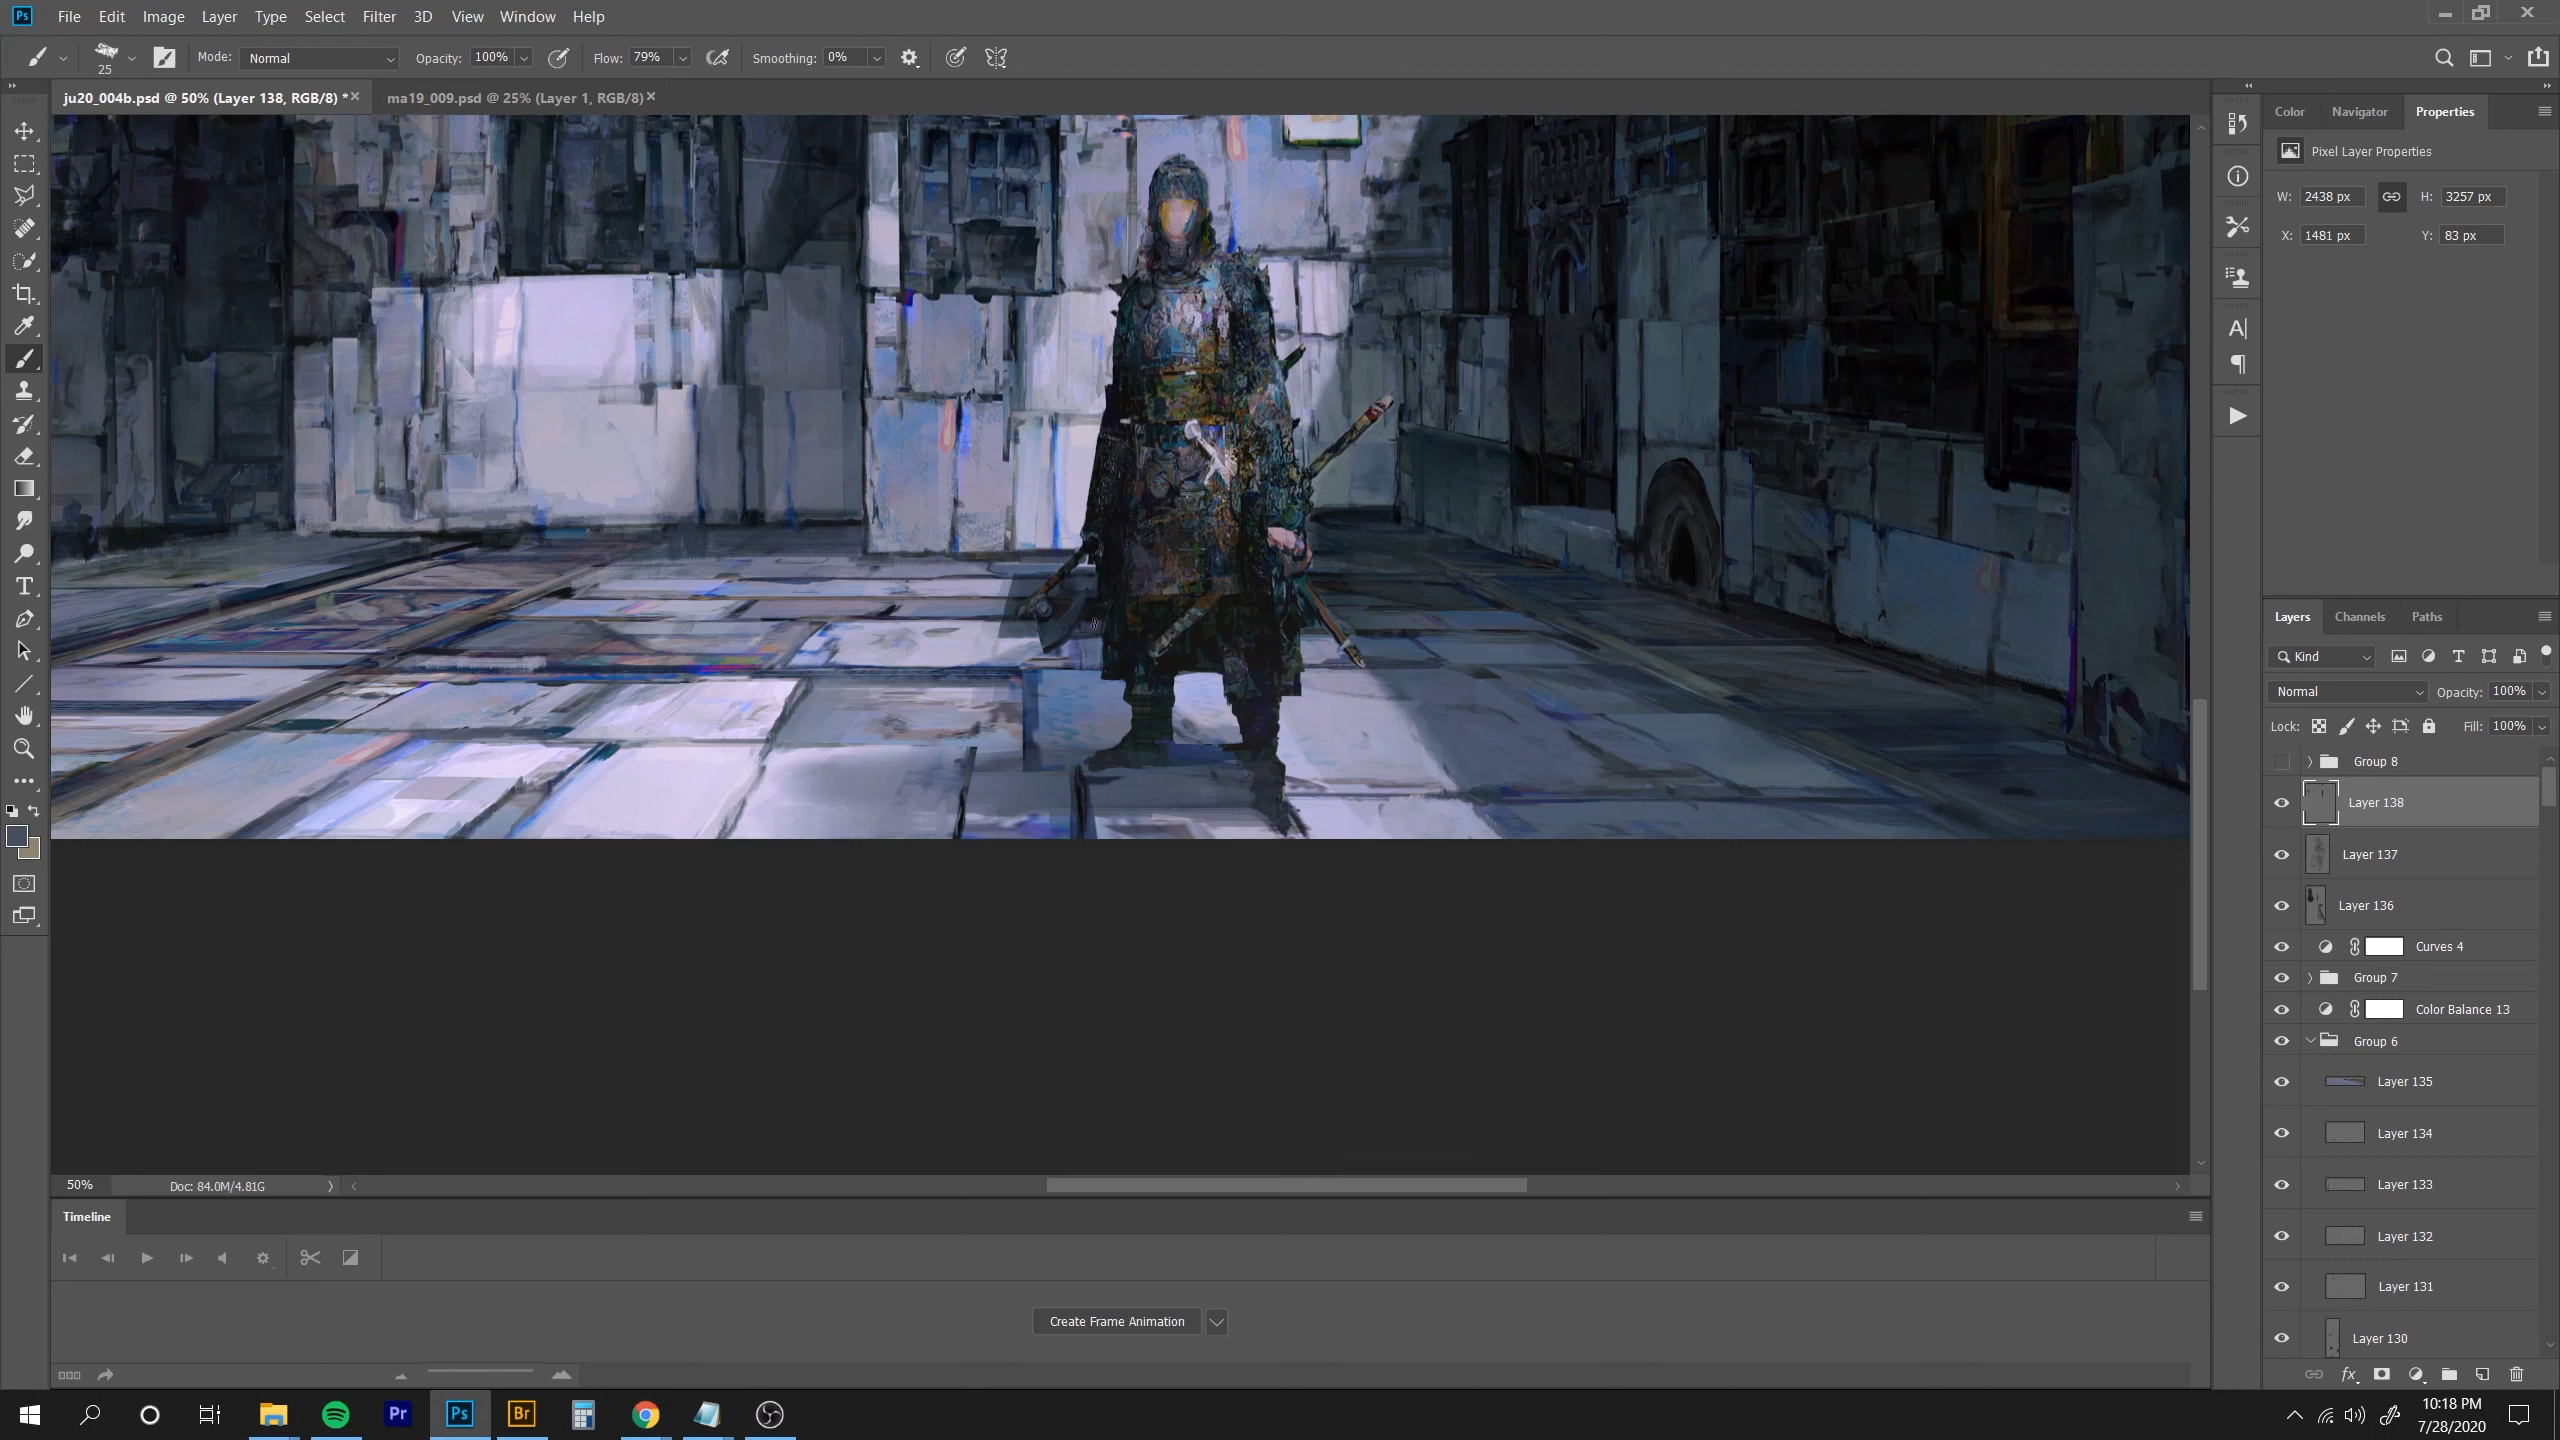 Ps File Edit Image Layer Type Select Filter 3D View Window Help
25 Mode: Normal Opacity: 100% Flow: 79% Smoothing: 0%
ju20_004b.psd @ 50% (Layer 138, RGB/8) * ma19_009.psd @ 25% (Layer 1, RGB/8)
Color Navigator Properties
Pixel Layer Properties
W: 2438 px H: 3257 px
X: 1481 px Y: 83 px
Layers Channels Paths
Kind
Normal Opacity: 100%
Lock: Fill: 100%
Group 8
Layer 138
Layer 137
Layer 136
Curves 4
Group 7
Color Balance 13
Group 6
Layer 135
Layer 134
Layer 133
Layer 132
Layer 131
Layer 130
50% Doc: 84.0M/4.81G
Timeline
Create Frame Animation
fx
Pr Ps Br
10:18 PM
7/28/2020